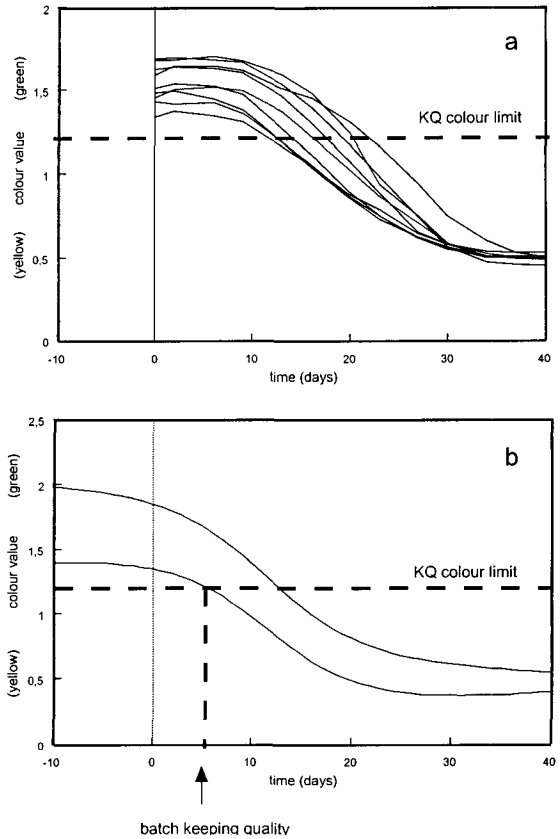 2
a
(green)
1,5
KQ colour limit
colour value
1
(yellow)
0,5
0
-10 0 10 20 30 40
time (days)
2,5
b
(green)
2
1,5
KQ colour limit
colour value
1
(yellow)
0,5
0
-10 0 10 20 30 40
time (days)
batch keeping quality